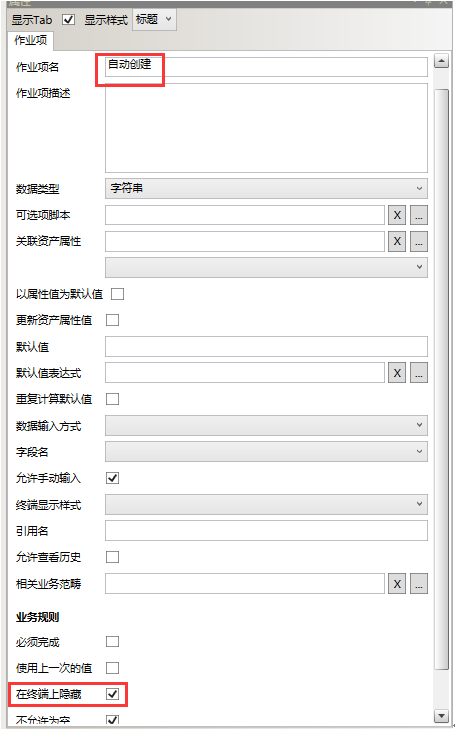 属性
显示Tab 显示样式 标题
作业项
作业项名 自动创建
作业项描述
数据类型 字符串
可选项脚本 X ...
关联资产属性 X ...
以属性值为默认值
更新资产属性值
默认值
默认值表达式 X ...
重复计算默认值
数据输入方式
字段名
允许手动输入
终端显示样式
引用名
允许查看历史
相关业务范畴 X ...
业务规则
必须完成
使用上一次的值
在终端上隐藏
不允许为空